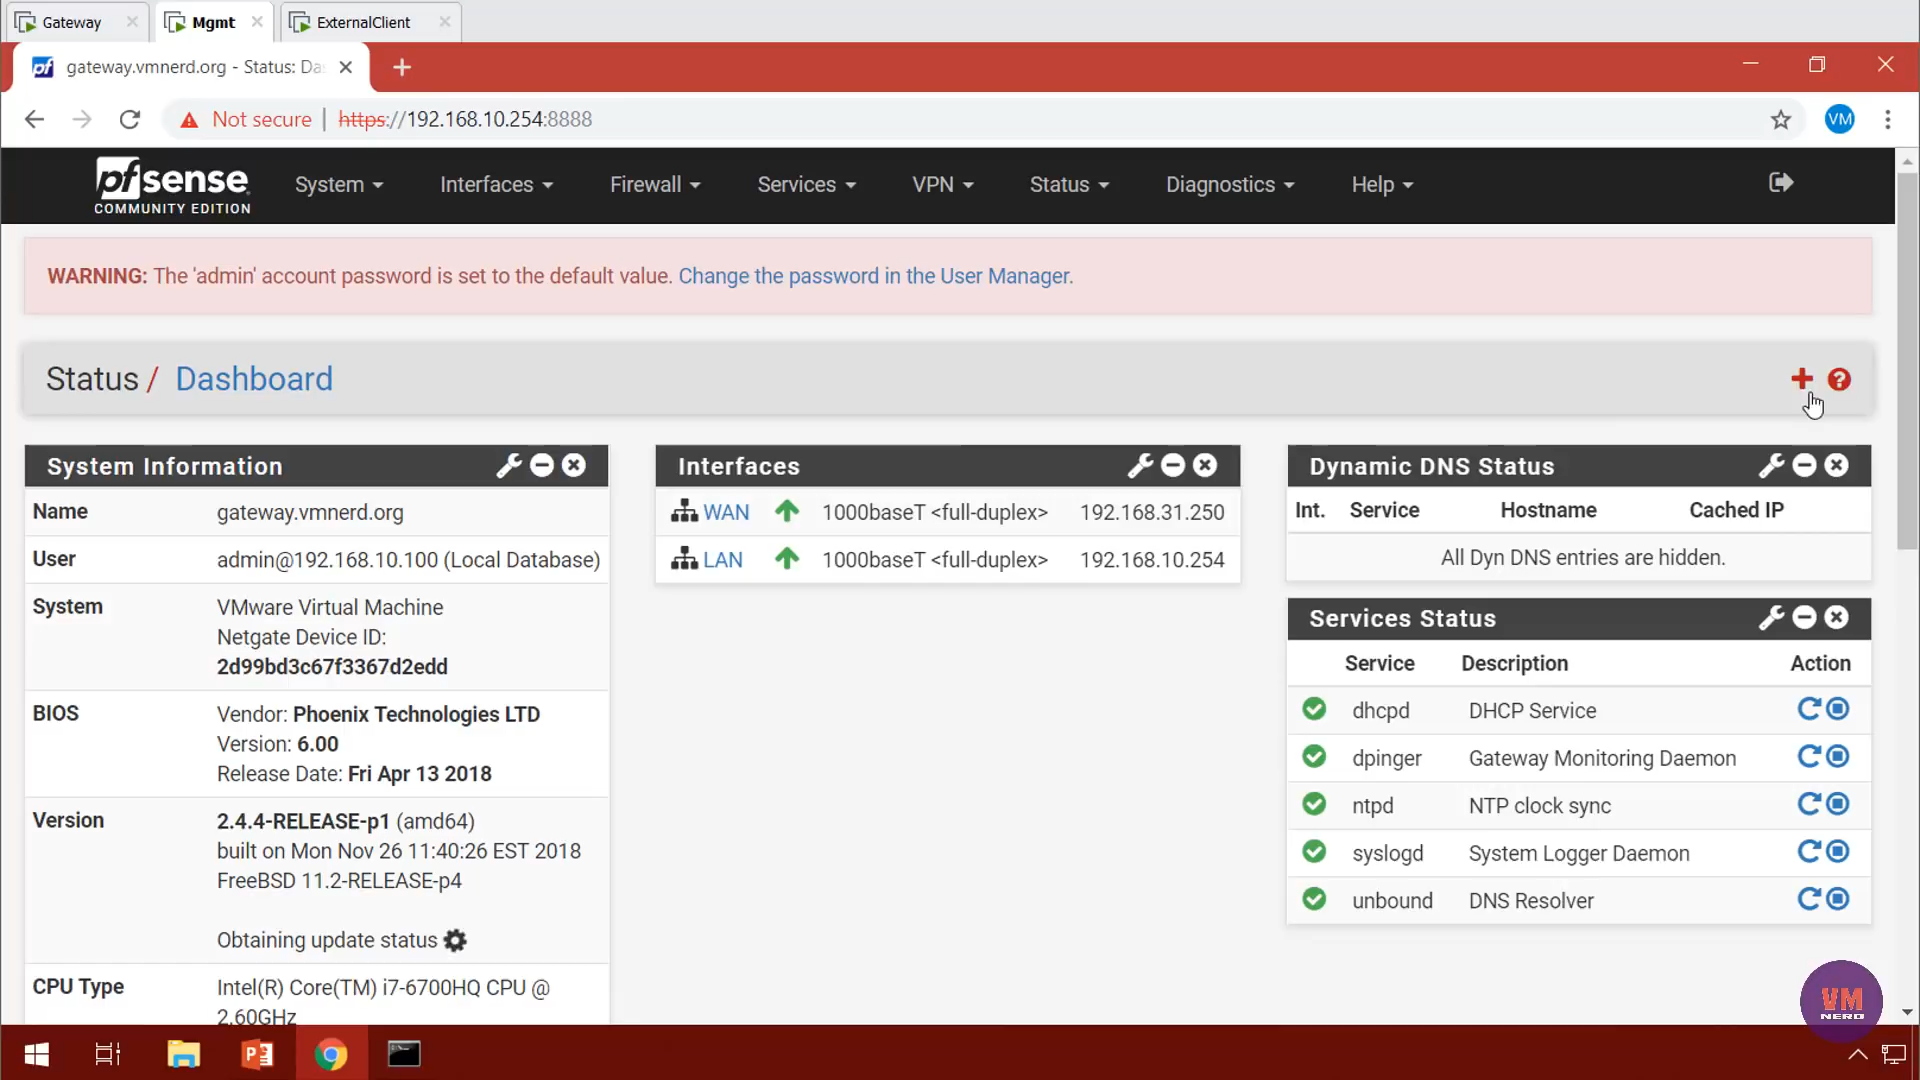 Gateway
Mgmt
ExternalClient
pf gateway.vmnerd.org - Status: Da
Not secure | https://192.168.10.254:8888
VM
pfsense
COMMUNITY EDITION
System
Interfaces
Firewall
Services
VPN
Status
Diagnostics
Help
WARNING: The 'admin' account password is set to the default value. Change the password in the User Manager.
Status / Dashboard
System Information
Name gateway.vmnerd.org
User admin@192.168.10.100 (Local Database)
System VMware Virtual Machine
Netgate Device ID:
2d99bd3c67f3367d2edd
BIOS Vendor: Phoenix Technologies LTD
Version: 6.00
Release Date: Fri Apr 13 2018
Version 2.4.4-RELEASE-p1 (amd64)
built on Mon Nov 26 11:40:26 EST 2018
FreeBSD 11.2-RELEASE-p4
Obtaining update status
CPU Type Intel(R) Core(TM) i7-6700HQ CPU @
2.60GHz
Interfaces
WAN 1000baseT <full-duplex> 192.168.31.250
LAN 1000baseT <full-duplex> 192.168.10.254
Dynamic DNS Status
Int. Service Hostname Cached IP
All Dyn DNS entries are hidden.
Services Status
Service Description Action
dhcpd DHCP Service
dpinger Gateway Monitoring Daemon
ntpd NTP clock sync
syslogd System Logger Daemon
unbound DNS Resolver
VM
NERD